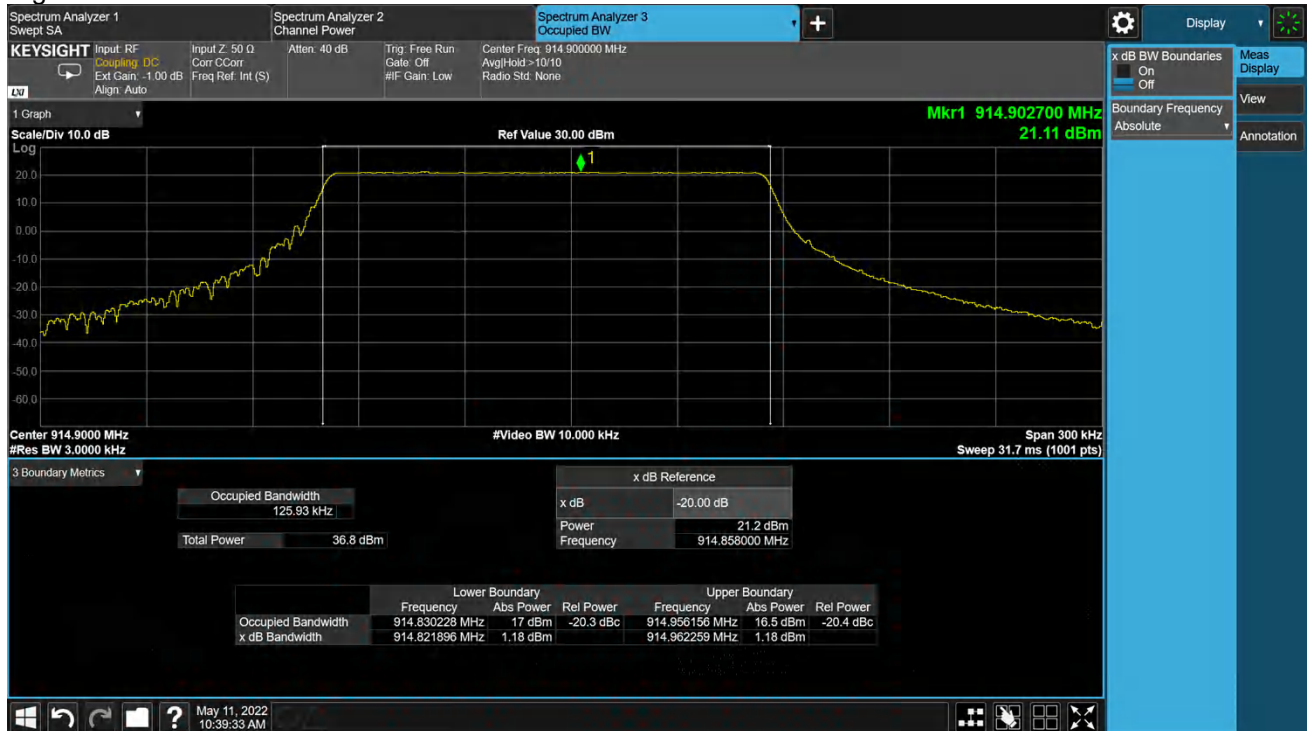 Spectrum Analyzer 1
Swept SA
Spectrum Analyzer 2
Channel Power
Spectrum Analyzer 3
Occupied BW
+
Display
KEYSIGHT
LXI
Input: RF
Coupling: DC
Ext Gain: -1.00 dB
Align: Auto
Input Z: 50 Ω
Corr CCorr
Freq Ref: Int (S)
Atten: 40 dB
Trig: Free Run
Gate: Off
#IF Gain: Low
Center Freq: 914.900000 MHz
Avg|Hold:>10/10
Radio Std: None
x dB BW Boundaries
On
Off
Boundary Frequency
Absolute
Meas
Display
View
Annotation
1 Graph
Scale/Div 10.0 dB
Log
Ref Value 30.00 dBm
Mkr1 914.902700 MHz
21.11 dBm
1
20.0
10.0
0.00
-10.0
-20.0
-30.0
-40.0
-50.0
-60.0
Center 914.9000 MHz
#Res BW 3.0000 kHz
#Video BW 10.000 kHz
Span 300 kHz
Sweep 31.7 ms (1001 pts)
3 Boundary Metrics
Occupied Bandwidth
125.93 kHz
Total Power 36.8 dBm
x dB Reference
x dB -20.00 dB
Power 21.2 dBm
Frequency 914.858000 MHz
Lower Boundary Upper Boundary
Frequency Abs Power Rel Power Frequency Abs Power Rel Power
Occupied Bandwidth 914.830228 MHz 17 dBm -20.3 dBc 914.956156 MHz 16.5 dBm -20.4 dBc
x dB Bandwidth 914.821896 MHz 1.18 dBm 914.962259 MHz 1.18 dBm
?
May 11, 2022
10:39:33 AM